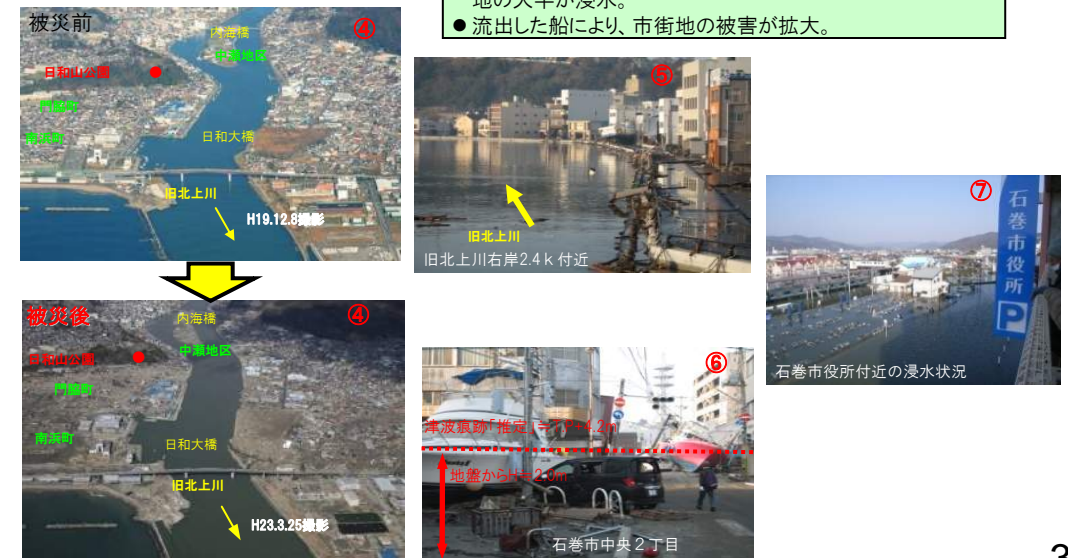 地の大半が浸水。
● 流出した船により、市街地の被害が拡大。
被災前
④
内海橋
中瀬地区
日和山公園
門脇町
南浜町
日和大橋
旧北上川
H19.12.8撮影
被災後
④
内海橋
中瀬地区
日和山公園
門脇町
南浜町
日和大橋
旧北上川
H23.3.25撮影
⑤
旧北上川
旧北上川右岸2.4k付近
⑥
津波痕跡「推定」≒T.P+4.2m
地盤からH=2.0m
石巻市中央2丁目
⑦
石巻市役所
P
石巻市役所付近の浸水状況
3